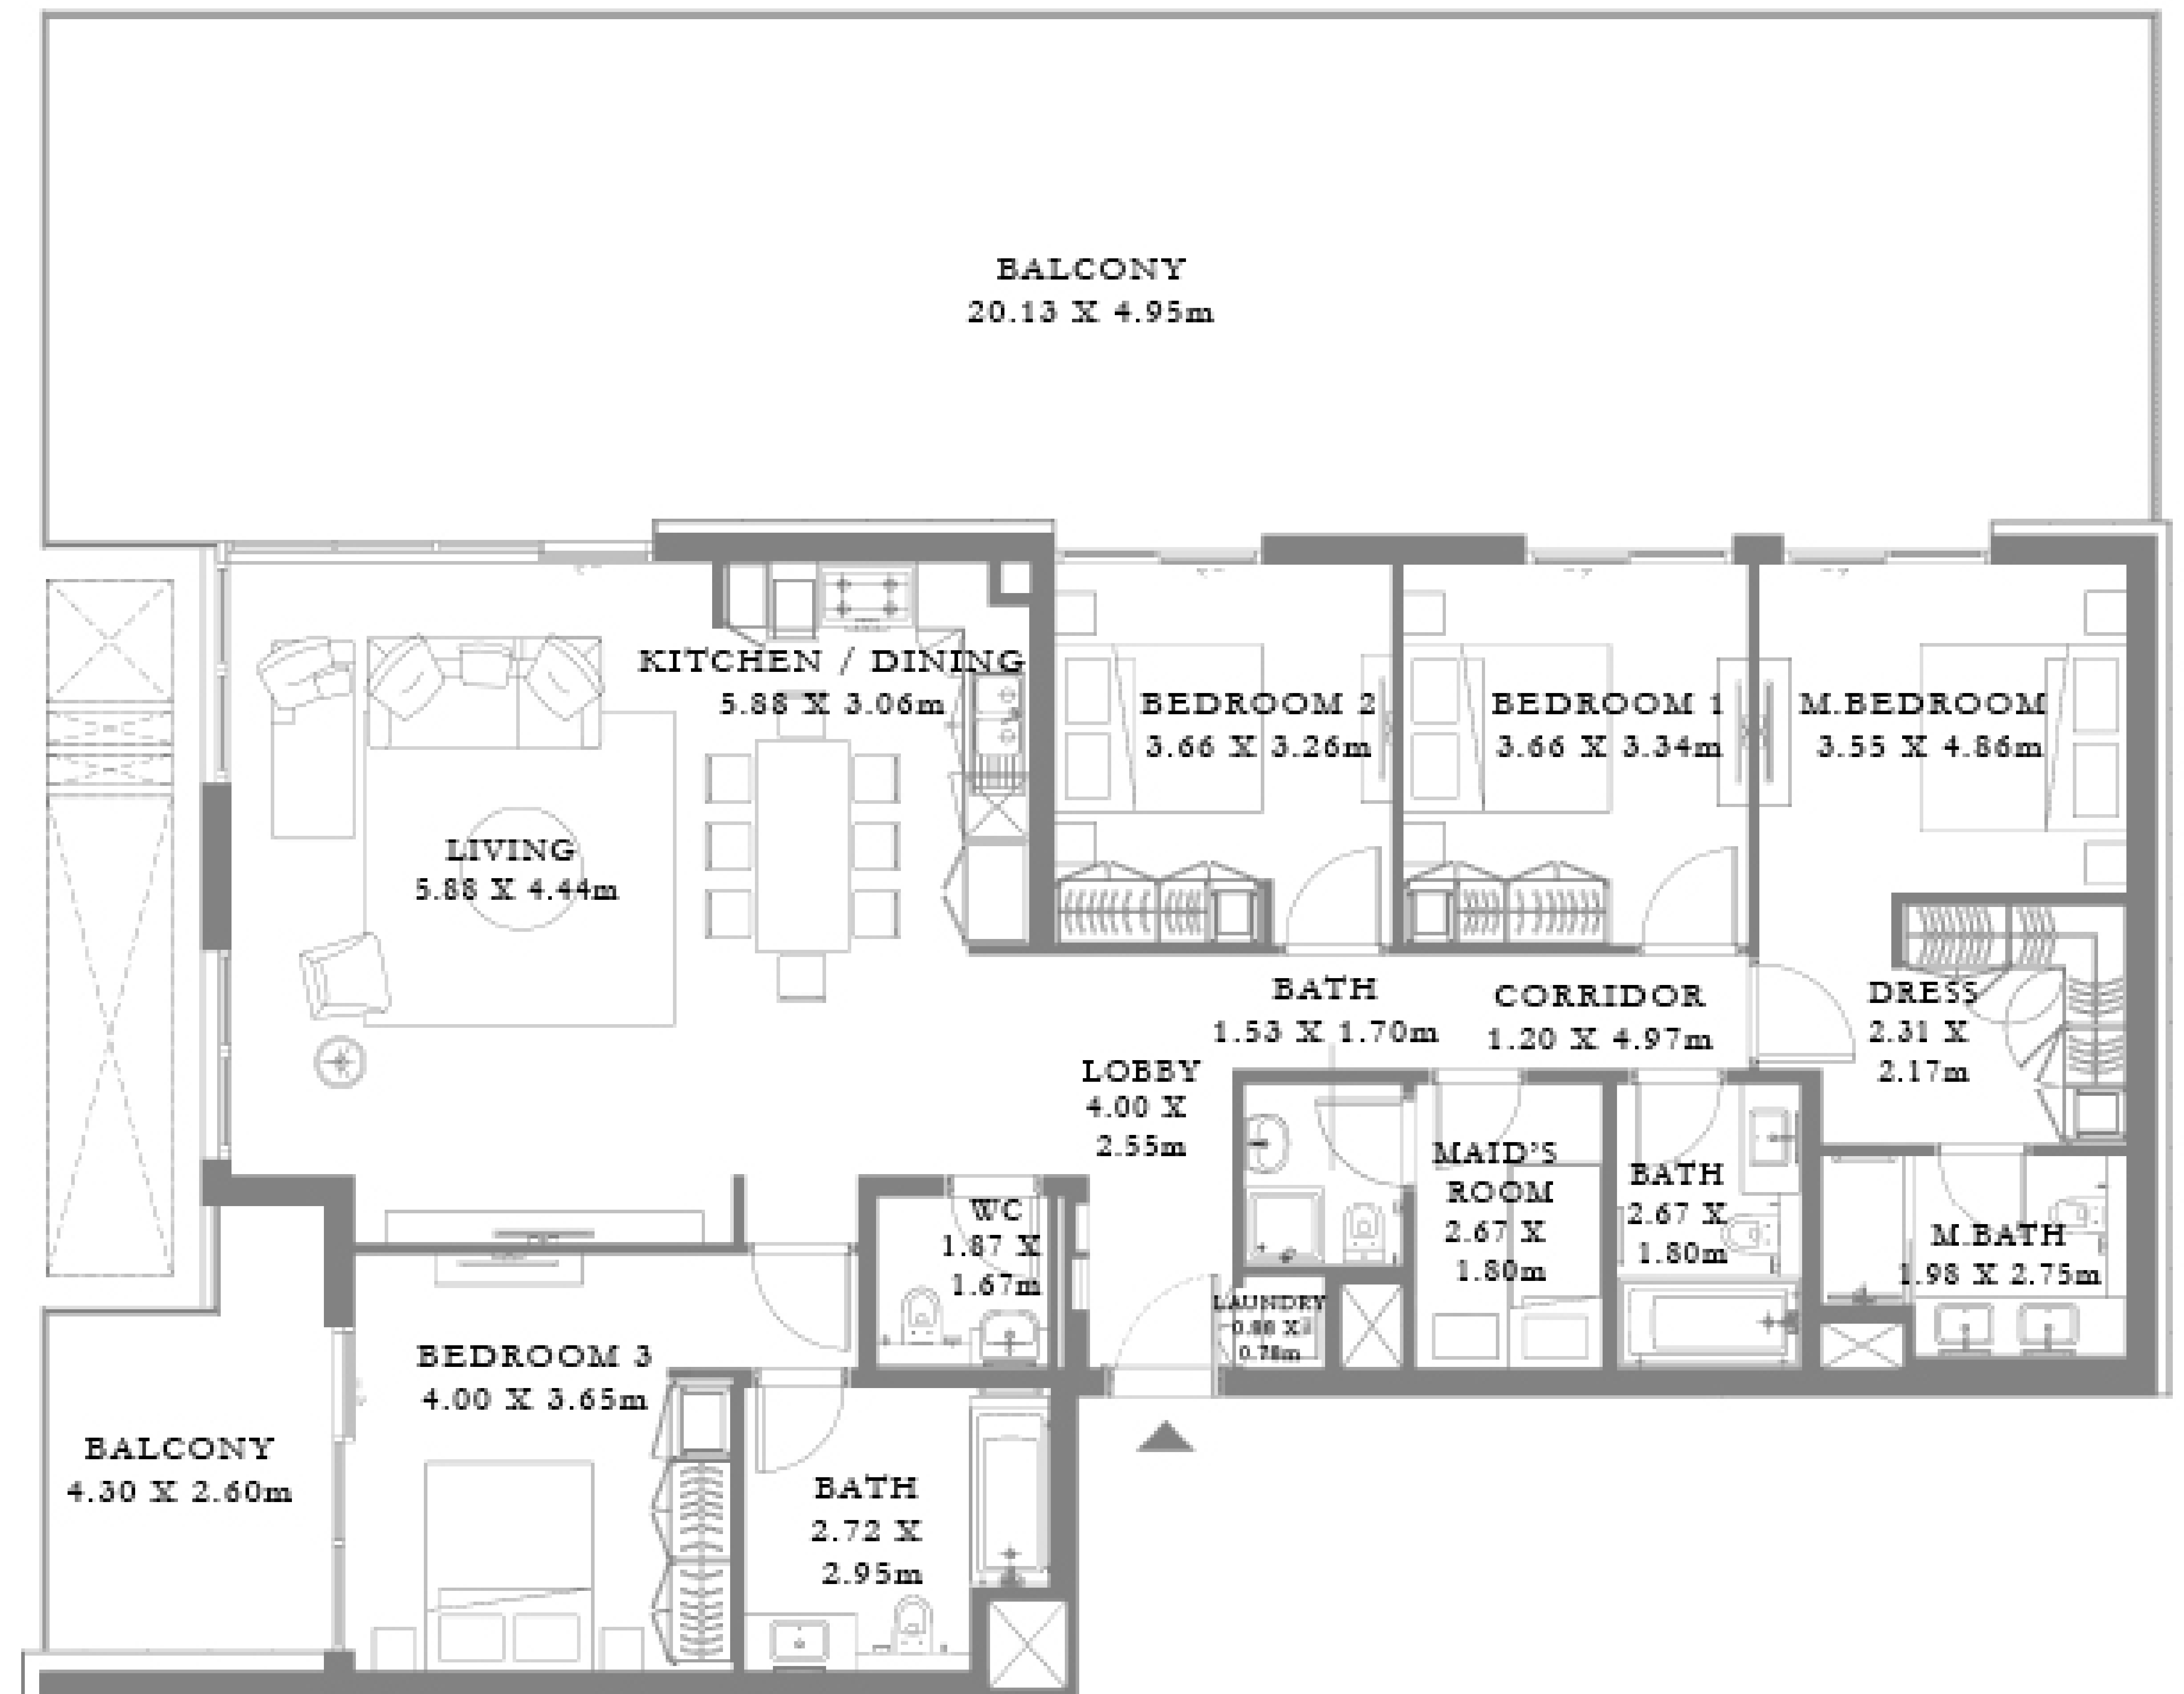 BALCONY
20.13 X 4.95m
KITCHEN / DINING
5.88 X 3.06m
BEDROOM 2
3.66 X 3.26m
BEDROOM 1
3.66 X 3.34m
M.BEDROOM
3.55 X 4.86m
LIVING
5.88 X 4.44m
BATH
1.53 X 1.70m
CORRIDOR
1.20 X 4.97m
DRESS
2.31 X
2.17m
LOBBY
4.00 X
2.55m
MAID'S
ROOM
2.67 X
1.80m
BATH
2.67 X
1.80m
WC
1.87 X
1.67m
M.BATH
1.98 X 2.75m
LAUNDRY
0.88 X
0.78m
BEDROOM 3
4.00 X 3.65m
BALCONY
4.30 X 2.60m
BATH
2.72 X
2.95m